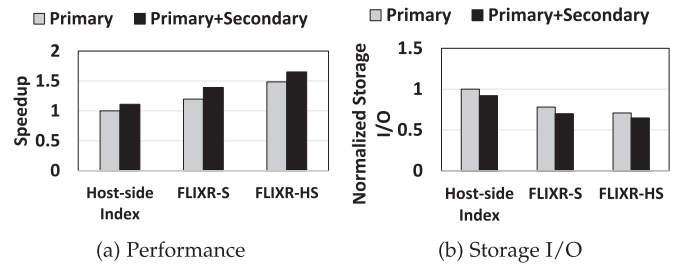 Primary Primary+Secondary
Speedup
2
1.5
1
0.5
0
Host-side Index
FLIXR-S
FLIXR-HS
(a) Performance
Primary Primary+Secondary
Normalized Storage
I/O
1.5
1
0.5
0
Host-side Index
FLIXR-S
FLIXR-HS
(b) Storage I/O